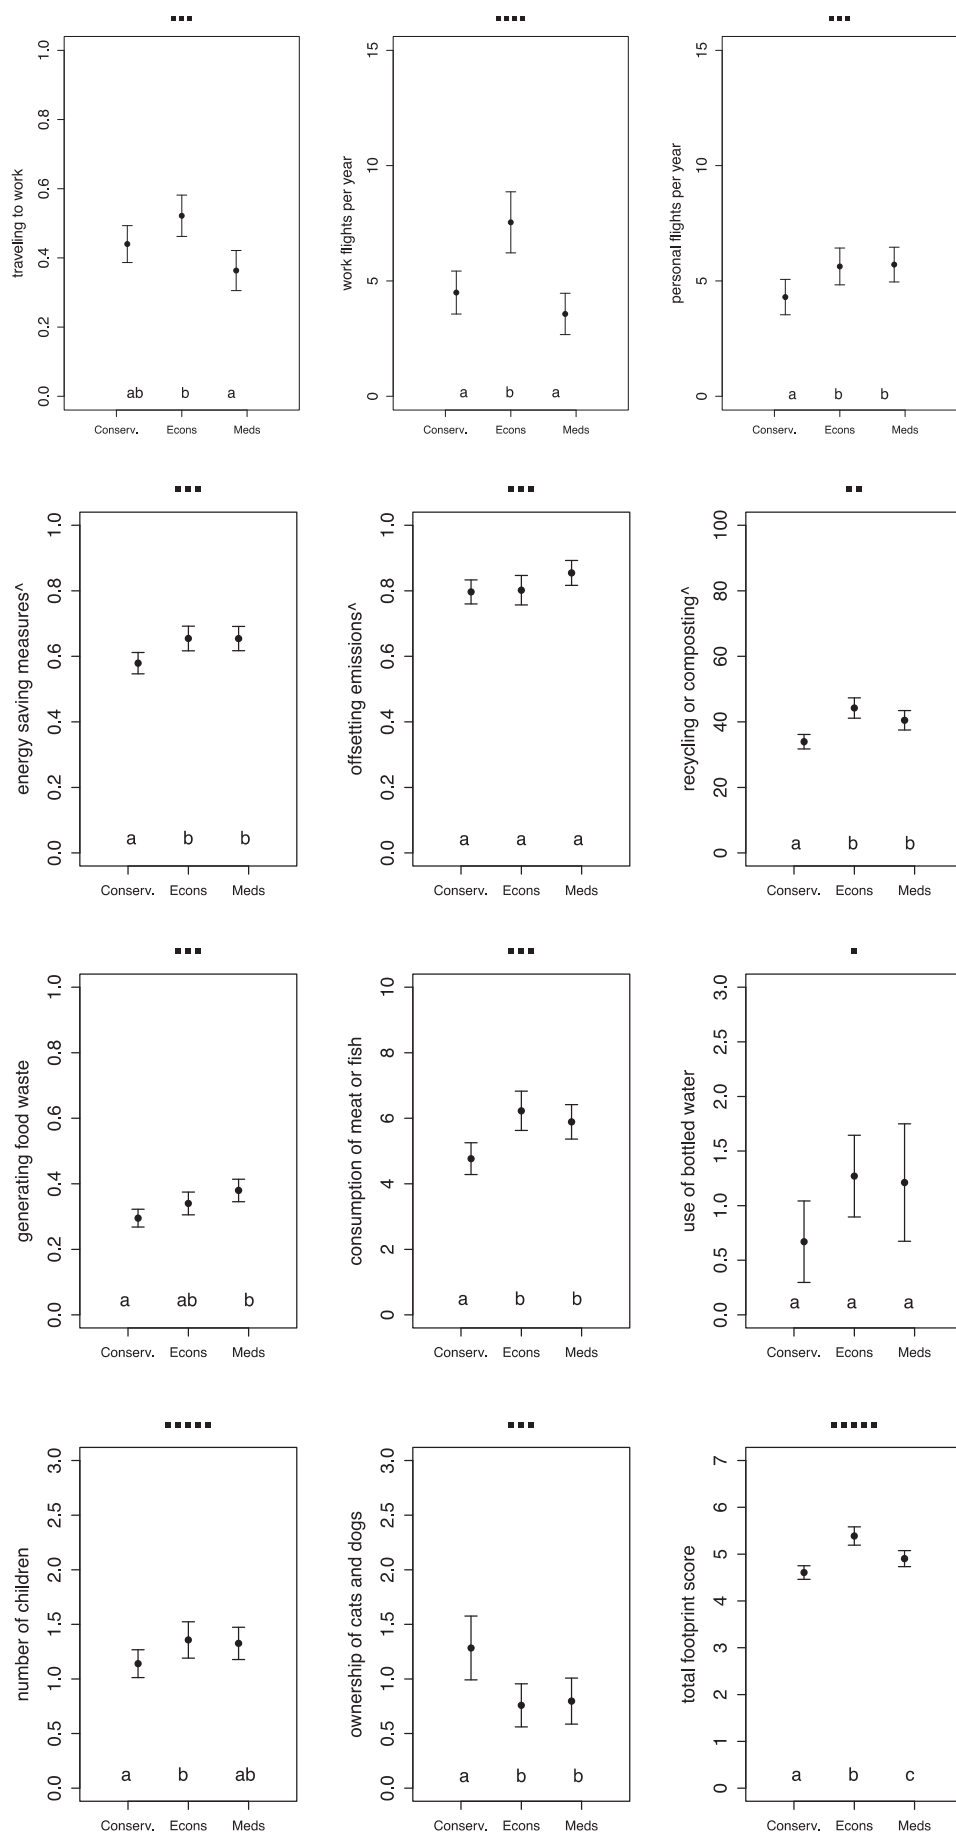 traveling to work
1.0
0.8
0.6
0.4
0.2
0.0
ab b a
Conserv. Econs Meds
work flights per year
15
10
5
0
a b a
Conserv. Econs Meds
personal flights per year
15
10
5
0
a b b
Conserv. Econs Meds
energy saving measures^
1.0
0.8
0.6
0.4
0.2
0.0
a b b
Conserv. Econs Meds
offsetting emissions^
1.0
0.8
0.6
0.4
0.2
0.0
a a a
Conserv. Econs Meds
recycling or composting^
100
80
60
40
20
0
a b b
Conserv. Econs Meds
generating food waste
1.0
0.8
0.6
0.4
0.2
0.0
a ab b
Conserv. Econs Meds
consumption of meat or fish
10
8
6
4
2
0
a b b
Conserv. Econs Meds
use of bottled water
3.0
2.5
2.0
1.5
1.0
0.5
0.0
a a a
Conserv. Econs Meds
number of children
3.0
2.5
2.0
1.5
1.0
0.5
0.0
a b ab
Conserv. Econs Meds
ownership of cats and dogs
3.0
2.5
2.0
1.5
1.0
0.5
0.0
a b b
Conserv. Econs Meds
total footprint score
7
6
5
4
3
2
1
0
a b c
Conserv. Econs Meds